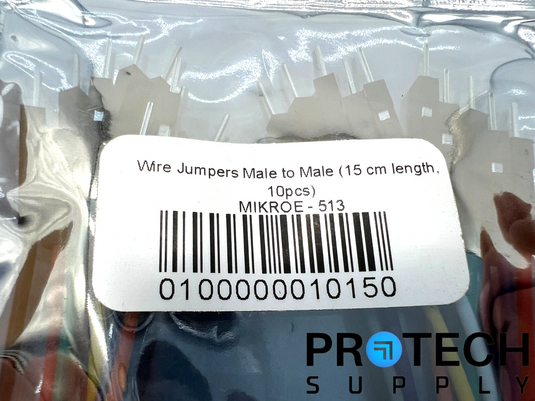 Wire Jumpers Male to Male (15 cm length,
10pcs)
MIKROE - 513
0100000010150
PROTECH
SUPPLY